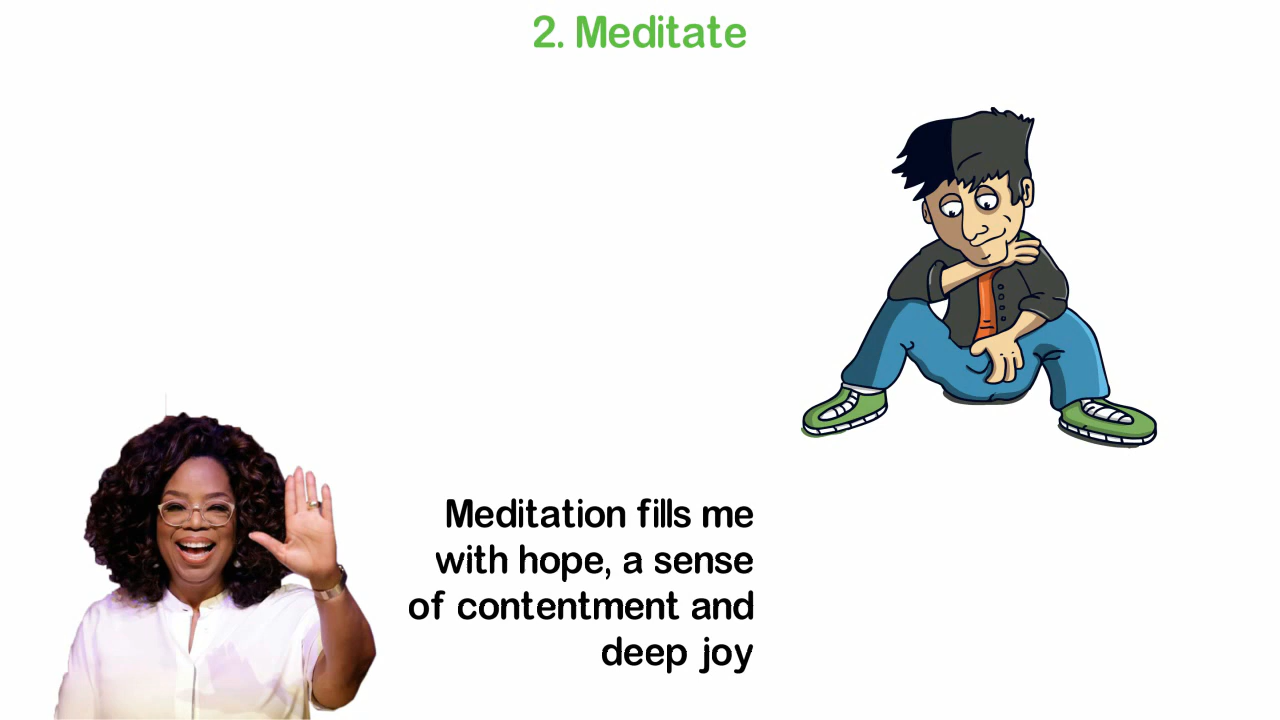 2. Meditate
Meditation fills me
with hope, a sense
of contentment and
deep joy